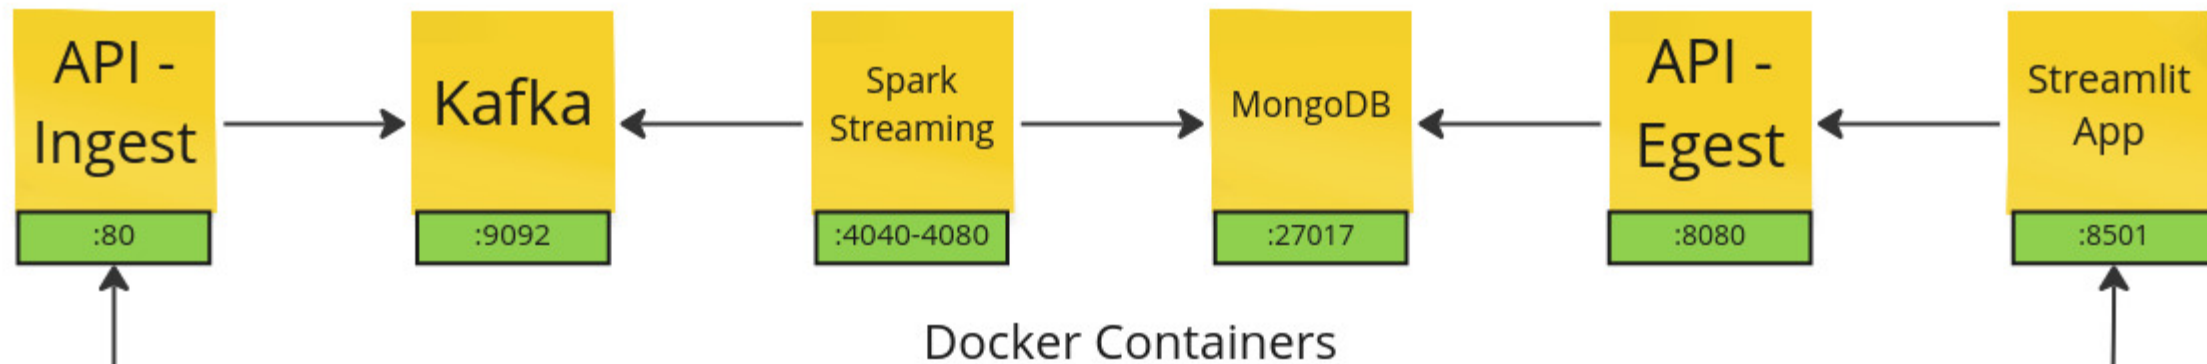 API -
Ingest
:80
Kafka
:9092
Spark
Streaming
:4040-4080
MongoDB
:27017
API -
Egest
:8080
Streamlit
App
:8501
Docker Containers